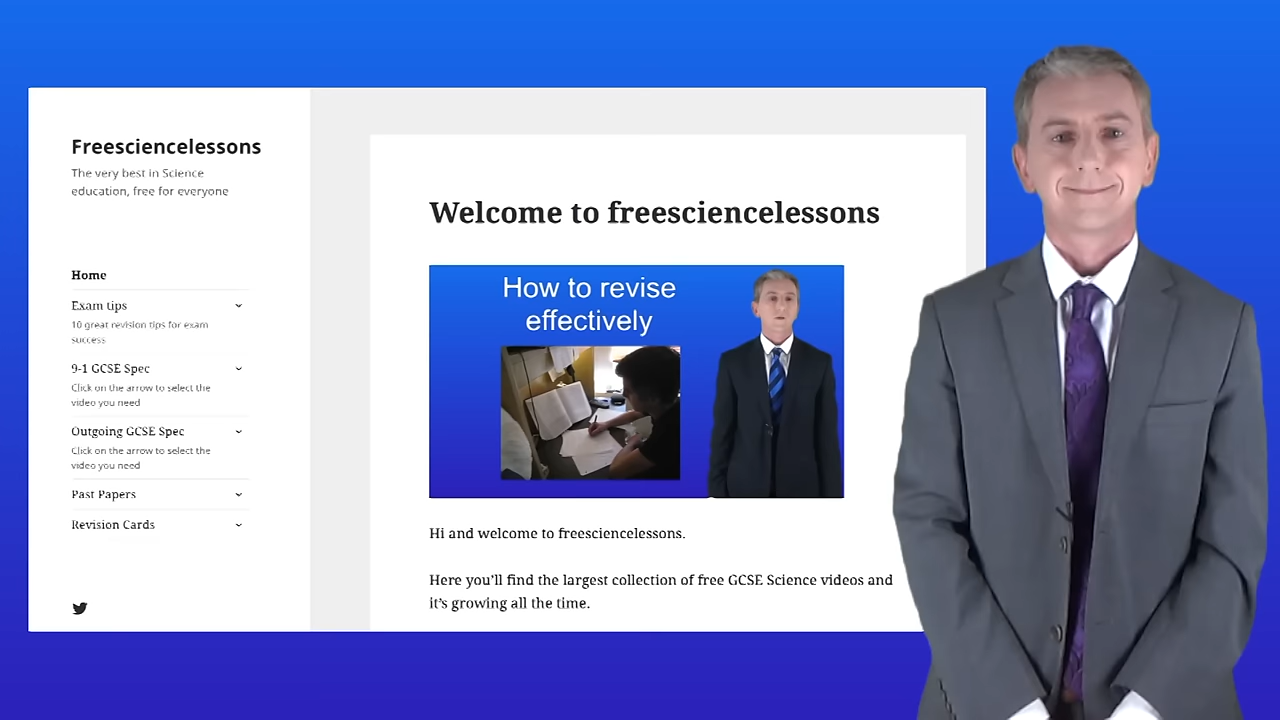 Freesciencelessons
The very best in Science
education, free for everyone
Home
Exam tips
10 great revision tips for exam
success
9-1 GCSE Spec
Click on the arrow to select the
video you need
Outgoing GCSE Spec
Click on the arrow to select the
video you need
Past Papers
Revision Cards
Welcome to freesciencelessons
How to revise
effectively
Hi and welcome to freesciencelessons.
Here you'll find the largest collection of free GCSE Science videos and
it's growing all the time.